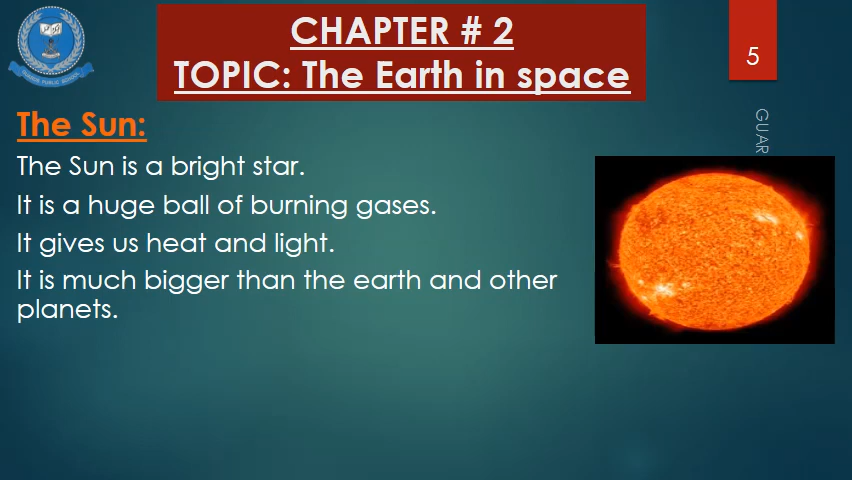 CHAPTER # 2
TOPIC: The Earth in space
5
GUAR
The Sun:
The Sun is a bright star.
It is a huge ball of burning gases.
It gives us heat and light.
It is much bigger than the earth and other
planets.
PUBLIC SCHOOL